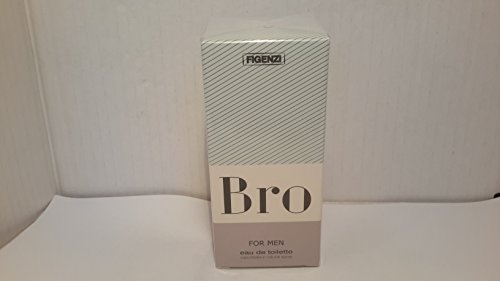 FIGENZI
Bro
FOR MEN
eau de toilette